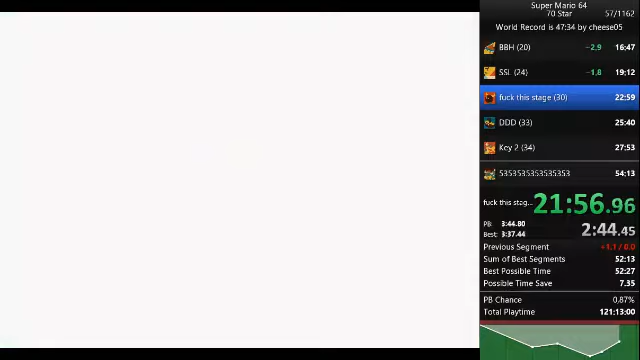 Super Mario 64
70 Star 57/1162
World Record is 47:34 by cheese05
BBH (20) −2.9 16:47
SSL (24) −1.8 19:12
fuck this stage (30) 22:59
DDD (33) 25:40
Key 2 (34) 27:53
5353535353535353 54:13
fuck this stag... 21:56.96
PB: 3:44.80
Best: 3:37.44 2:44.45
Previous Segment +1.1 / 0.0
Sum of Best Segments 52:13
Best Possible Time 52:27
Possible Time Save 7.35
PB Chance 0,87%
Total Playtime 121:13:00